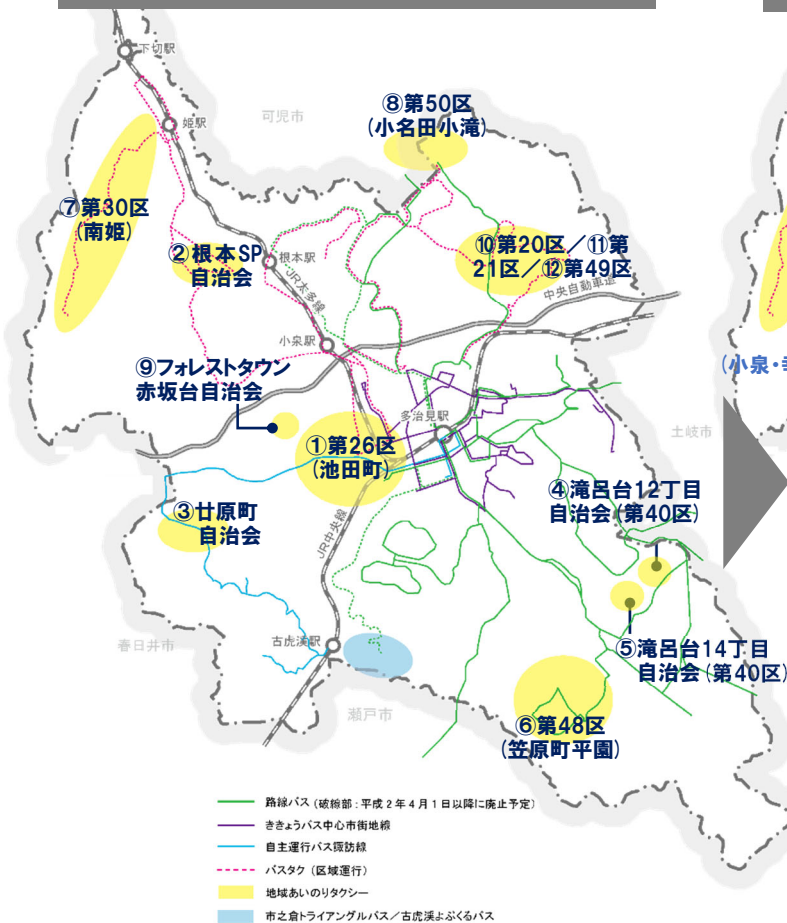 下切駅
可児市
⑧第50区
(小名田小滝)
姫駅
⑦第30区
(南姫)
②根本SP
自治会
根本駅
JR太多線
⑩第20区／⑪第
21区／⑫第49区
中央自動車道
小泉駅
⑨フォレストタウン
赤坂台自治会
(小泉・
多治見駅
土岐市
①第26区
(池田町)
④滝呂台12丁目
自治会(第40区)
③廿原町
自治会
JR中央線
春日井市
古虎渓駅
⑤滝呂台14丁目
自治会(第40区)
瀬戸市
⑥第48区
(笠原町平園)
路線バス (破線部：平成２年４月１日以降に廃止予定)
ききょうバス中心市街地線
自主運行バス諏訪線
バスタク (区域運行)
地域あいのりタクシー
市之倉トライアングルバス／古虎渓よぶくるバス